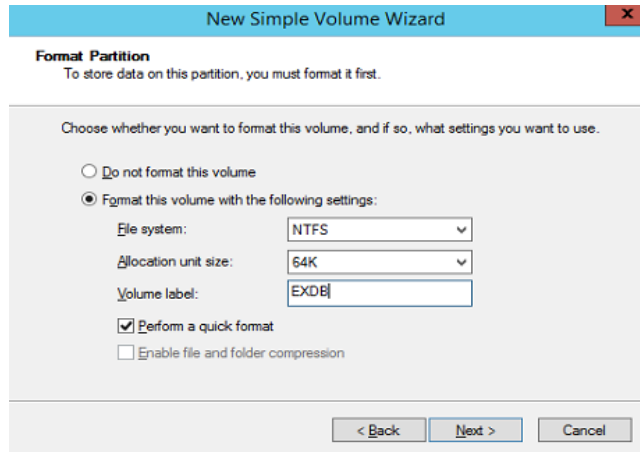 New Simple Volume Wizard
x
Format Partition
To store data on this partition, you must format it first.
Choose whether you want to format this volume, and if so, what settings you want to use.
Do not format this volume
Format this volume with the following settings:
File system: NTFS
Allocation unit size: 64K
Volume label: EXDB
Perform a quick format
Enable file and folder compression
< Back Next > Cancel